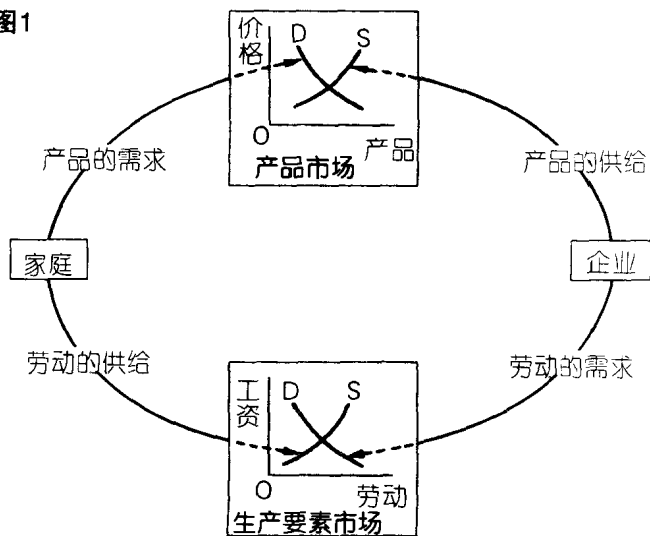 图1
价格
D
S
O
产品
产品市场
产品的需求
产品的供给
家庭
企业
劳动的供给
劳动的需求
工资
D
S
O
劳动
生产要素市场